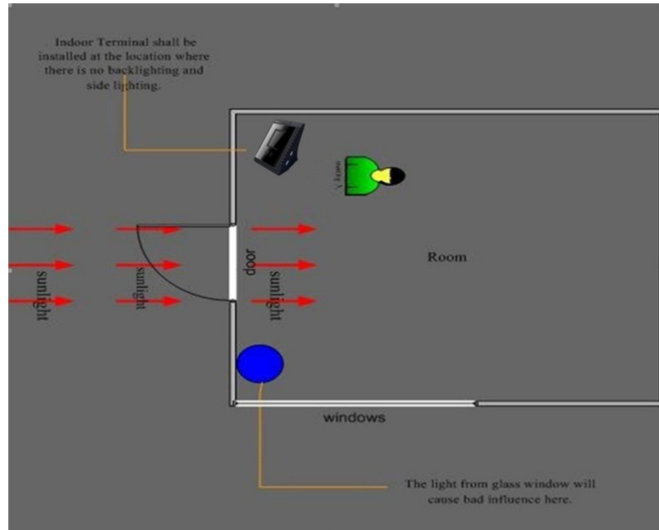 Indoor Terminal shall be
installed at the location where
there is no backlighting and
side lighting.
sunlight
sunlight
door
sunlight
Room
windows
The light from glass window will
cause bad influence here.